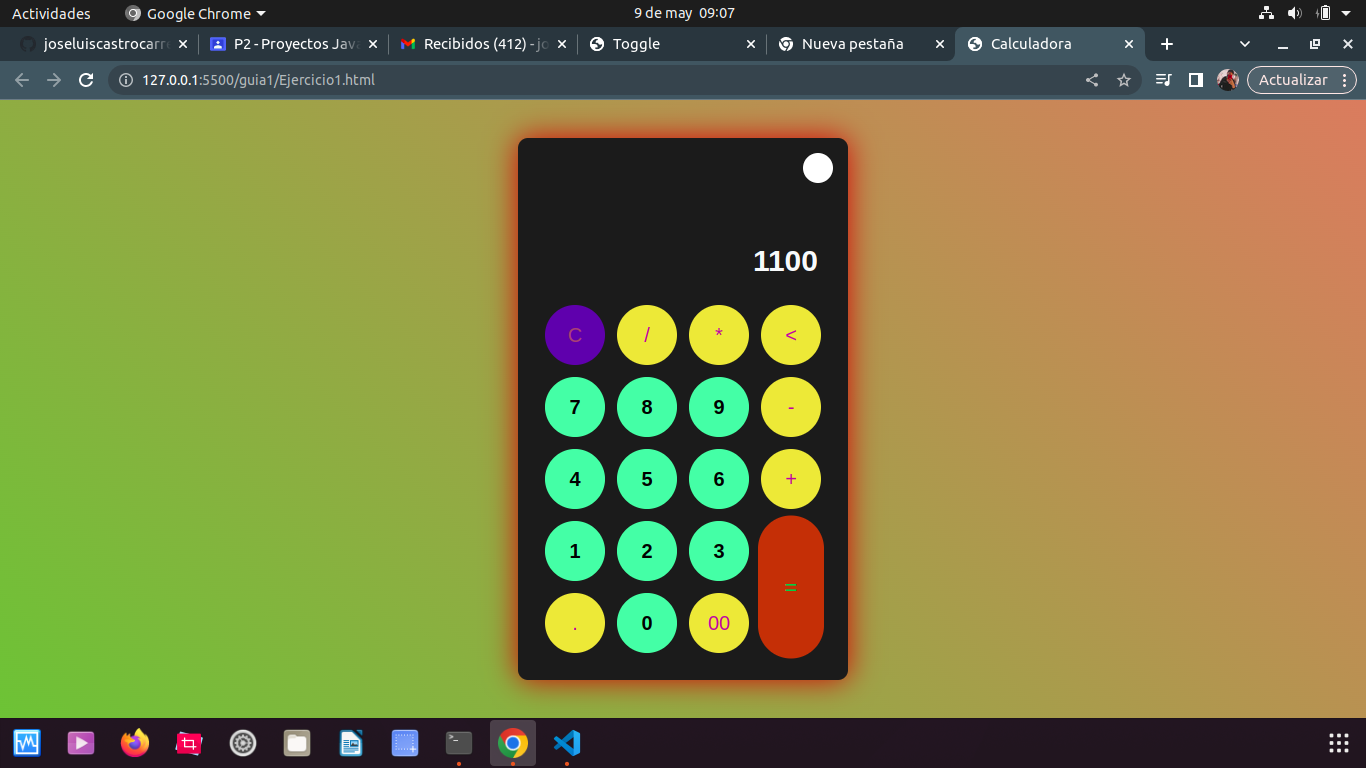 Actividades Google Chrome 9 de may 09:07
joseluiscastrocarre P2 - Proyectos Java Recibidos (412) - jo Toggle Nueva pestaña Calculadora
127.0.0.1:5500/guia1/Ejercicio1.html Actualizar
1100
C / * <
7 8 9 -
4 5 6 +
1 2 3
=
. 0 00